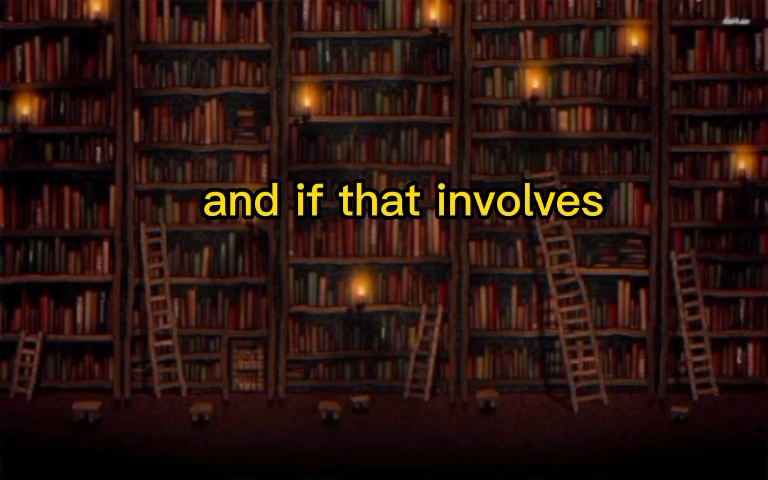 and if that involves